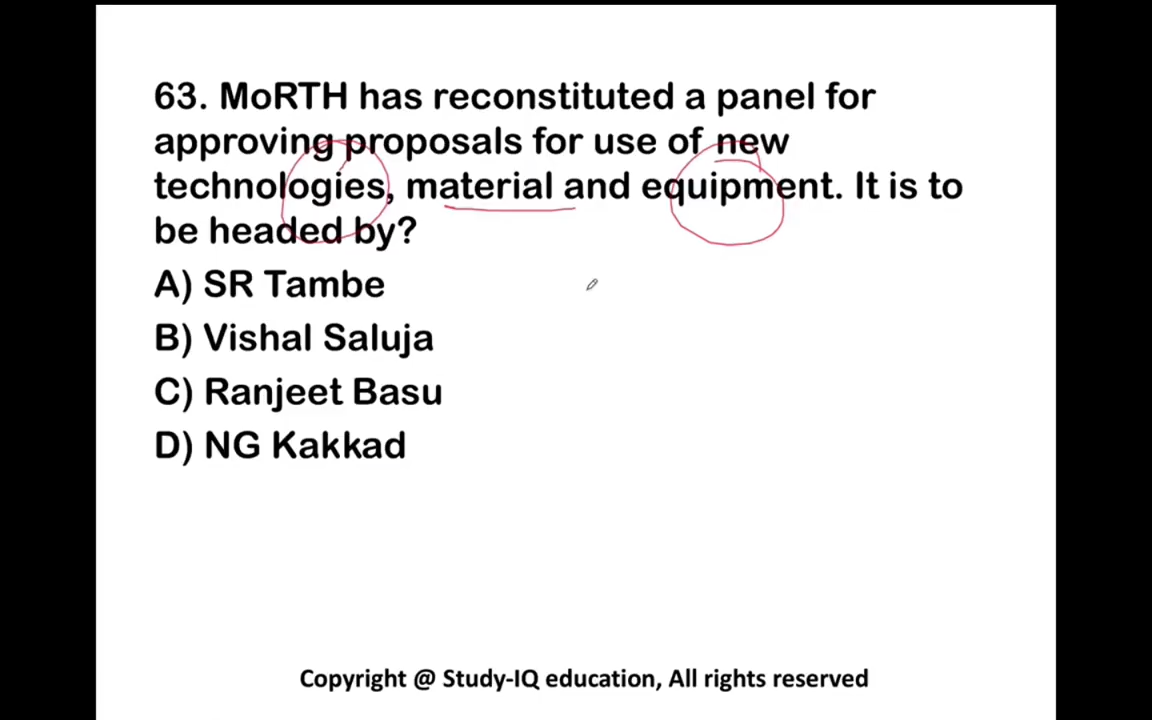 63. MoRTH has reconstituted a panel for
approving proposals for use of new
technologies, material and equipment. It is to
be headed by?
A) SR Tambe
B) Vishal Saluja
C) Ranjeet Basu
D) NG Kakkad
Copyright @ Study-IQ education, All rights reserved